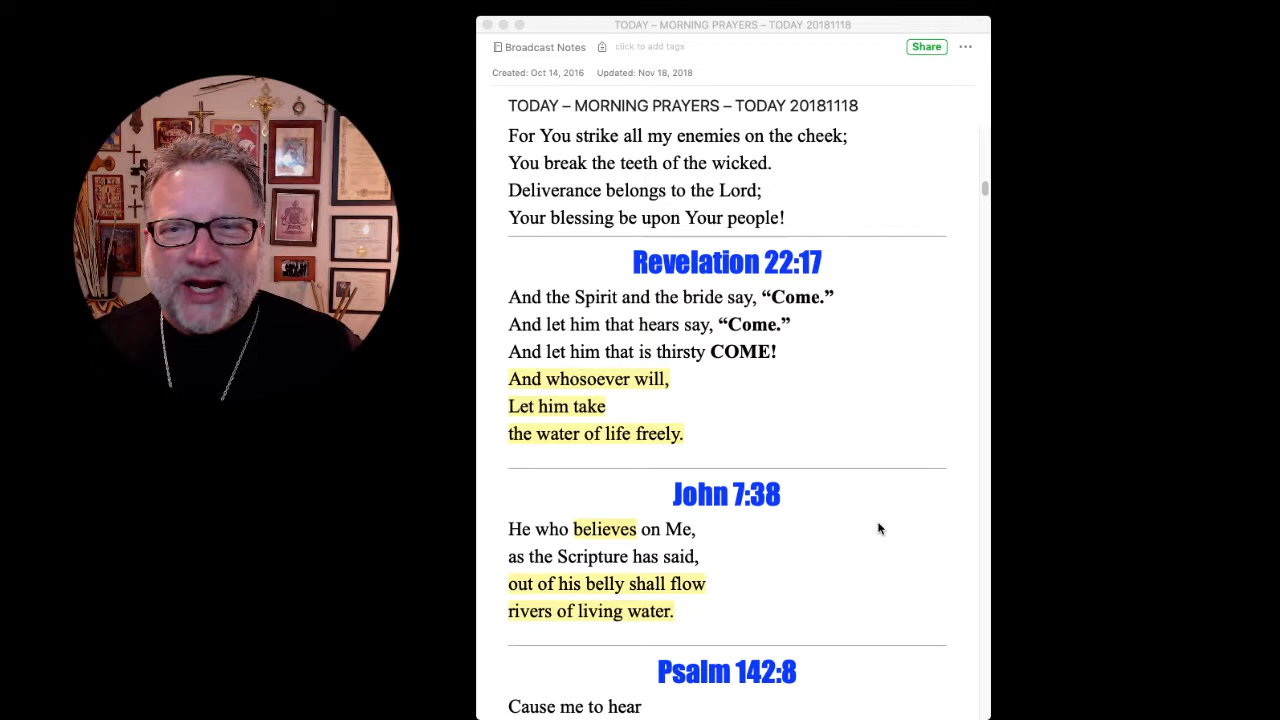 TODAY – MORNING PRAYERS – TODAY 20181118
Broadcast Notes
click to add tags
Share
Created: Oct 14, 2016
Updated: Nov 18, 2018
TODAY – MORNING PRAYERS – TODAY 20181118
For You strike all my enemies on the cheek;
You break the teeth of the wicked.
Deliverance belongs to the Lord;
Your blessing be upon Your people!
Revelation 22:17
And the Spirit and the bride say, “Come.”
And let him that hears say, “Come.”
And let him that is thirsty COME!
And whosoever will,
Let him take
the water of life freely.
John 7:38
He who believes on Me,
as the Scripture has said,
out of his belly shall flow
rivers of living water.
Psalm 142:8
Cause me to hear